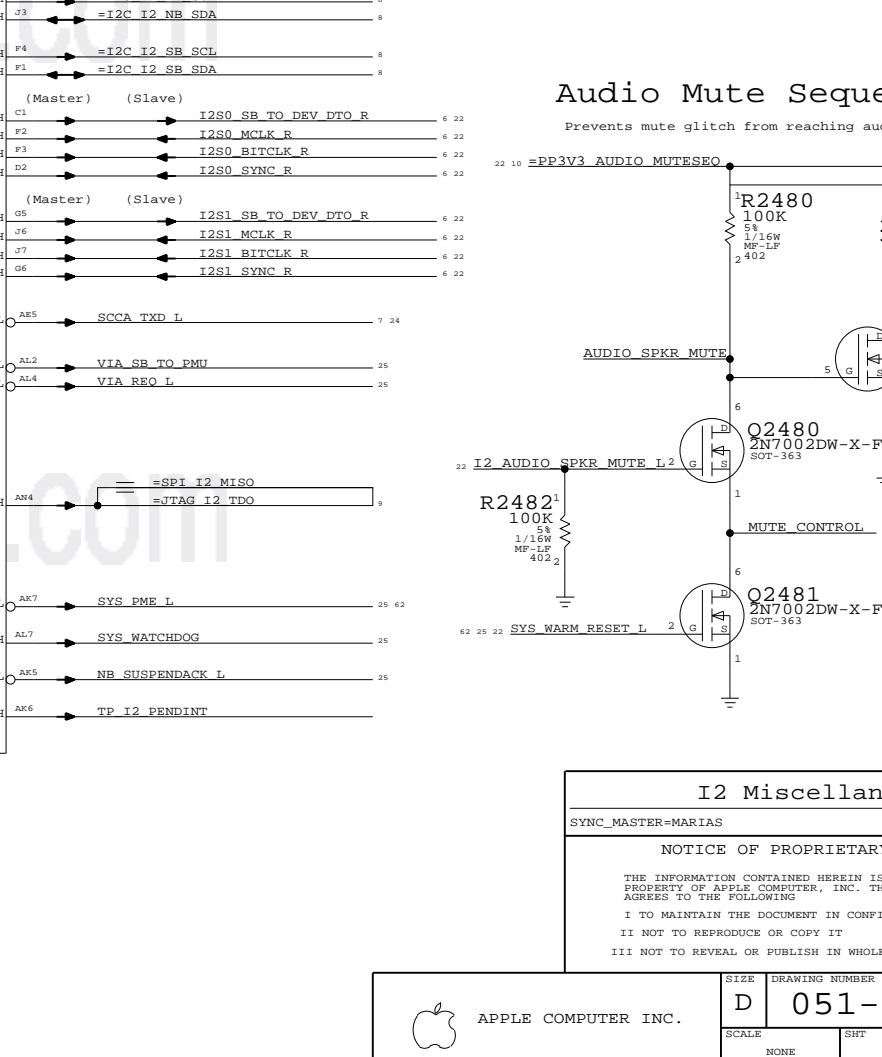 J3 =I2C_I2_NB_SDA 8
F4 =I2C_I2_SB_SCL 8
F1 =I2C_I2_SB_SDA 8
(Master) (Slave)
C1 I2S0_SB_TO_DEV_DTO_R 6 22
F2 I2S0_MCLK_R 6 22
F3 I2S0_BITCLK_R 6 22
D2 I2S0_SYNC_R 6 22
(Master) (Slave)
G5 I2S1_SB_TO_DEV_DTO_R 6 22
J6 I2S1_MCLK_R 6 22
J7 I2S1_BITCLK_R 6 22
G6 I2S1_SYNC_R 6 22
AE5 SCCA_TXD_L 7 24
AL2 VIA_SB_TO_PMU 25
AL4 VIA_REQ_L 25
=SPI_I2_MISO
AN4 =JTAG_I2_TDO 9
AK7 SYS_PME_L 25 62
AL7 SYS_WATCHDOG 25
AK5 NB_SUSPENDACK_L 25
AK6 TP_I2_PENDINT
.com
Audio Mute Seque
Prevents mute glitch from reaching aud
22 10 =PP3V3_AUDIO_MUTESEQ
1
R2480
100K
5%
1/16W
MF-LF
402
2
AUDIO_SPKR_MUTE
5 G D S
6
Q2480
2N7002DW-X-F
SOT-363
D
22 I2_AUDIO_SPKR_MUTE_L 2 G S
1
R2482 1
100K
5%
1/16W
MF-LF
402 2
MUTE_CONTROL
6
Q2481
2N7002DW-X-F
SOT-363
D
62 25 22 SYS_WARM_RESET_L 2 G S
1
I2 Miscellan
SYNC_MASTER=MARIAS
NOTICE OF PROPRIETARY
THE INFORMATION CONTAINED HEREIN IS
PROPERTY OF APPLE COMPUTER, INC. TH
AGREES TO THE FOLLOWING
I TO MAINTAIN THE DOCUMENT IN CONFI
II NOT TO REPRODUCE OR COPY IT
III NOT TO REVEAL OR PUBLISH IN WHOLE
APPLE COMPUTER INC.
SIZE
D
DRAWING NUMBER
051-
SCALE
NONE
SHT